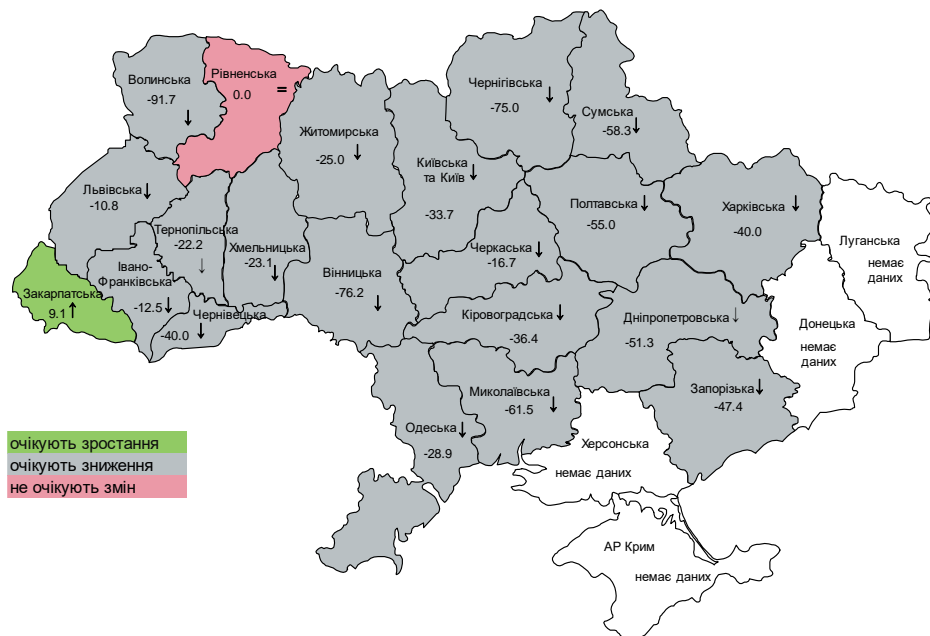 Волинська
-91.7
Рівненська
0.0 =
Житомирська
-25.0
Чернігівська
-75.0
Сумська
-58.3
Київська
та Київ
-33.7
Львівська
-10.8
Тернопільська
-22.2
Хмельницька
-23.1
Вінницька
-76.2
Черкаська
-16.7
Полтавська
-55.0
Харківська
-40.0
Луганська
немає
даних
Закарпатська
9.1
Івано-
Франківська
-12.5
Чернівецька
-40.0
Кіровоградська
-36.4
Дніпропетровська
-51.3
Донецька
немає
даних
Запорізька
-47.4
Миколаївська
-61.5
Одеська
-28.9
Херсонська
немає даних
АР Крим
немає даних
очікують зростання
очікують зниження
не очікують змін